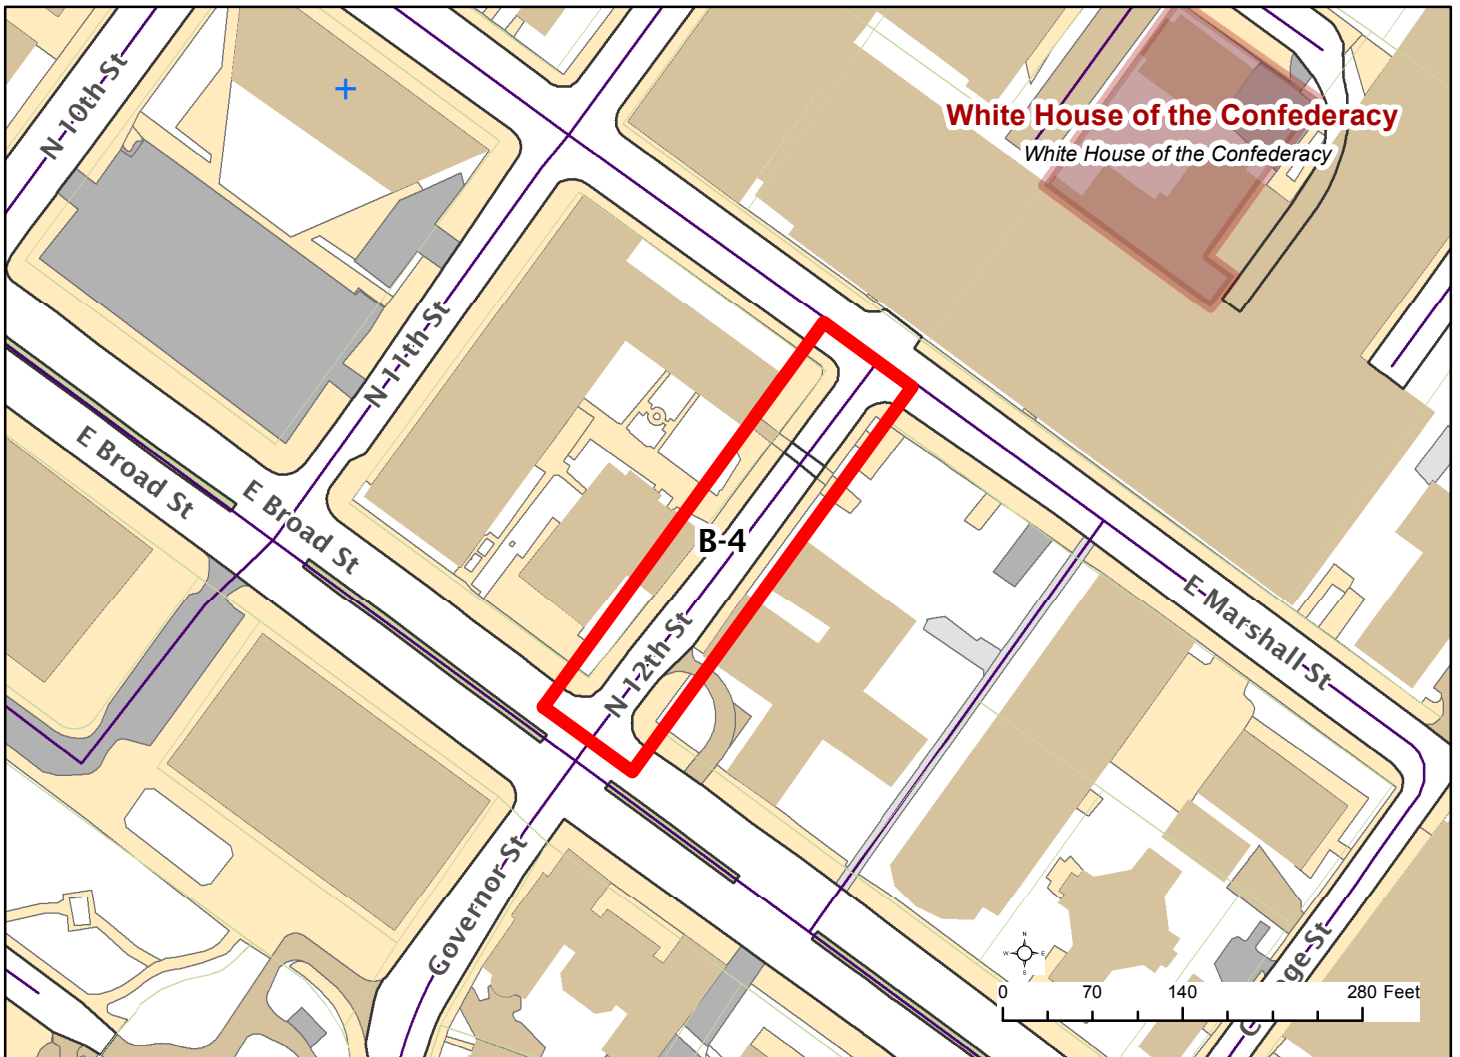 N 10th St
White House of the Confederacy
White House of the Confederacy
N 11th St
E Broad St
E Broad St
B-4
N 12th St
E Marshall St
Governor St
N
W E
S
0 70 140 280 Feet